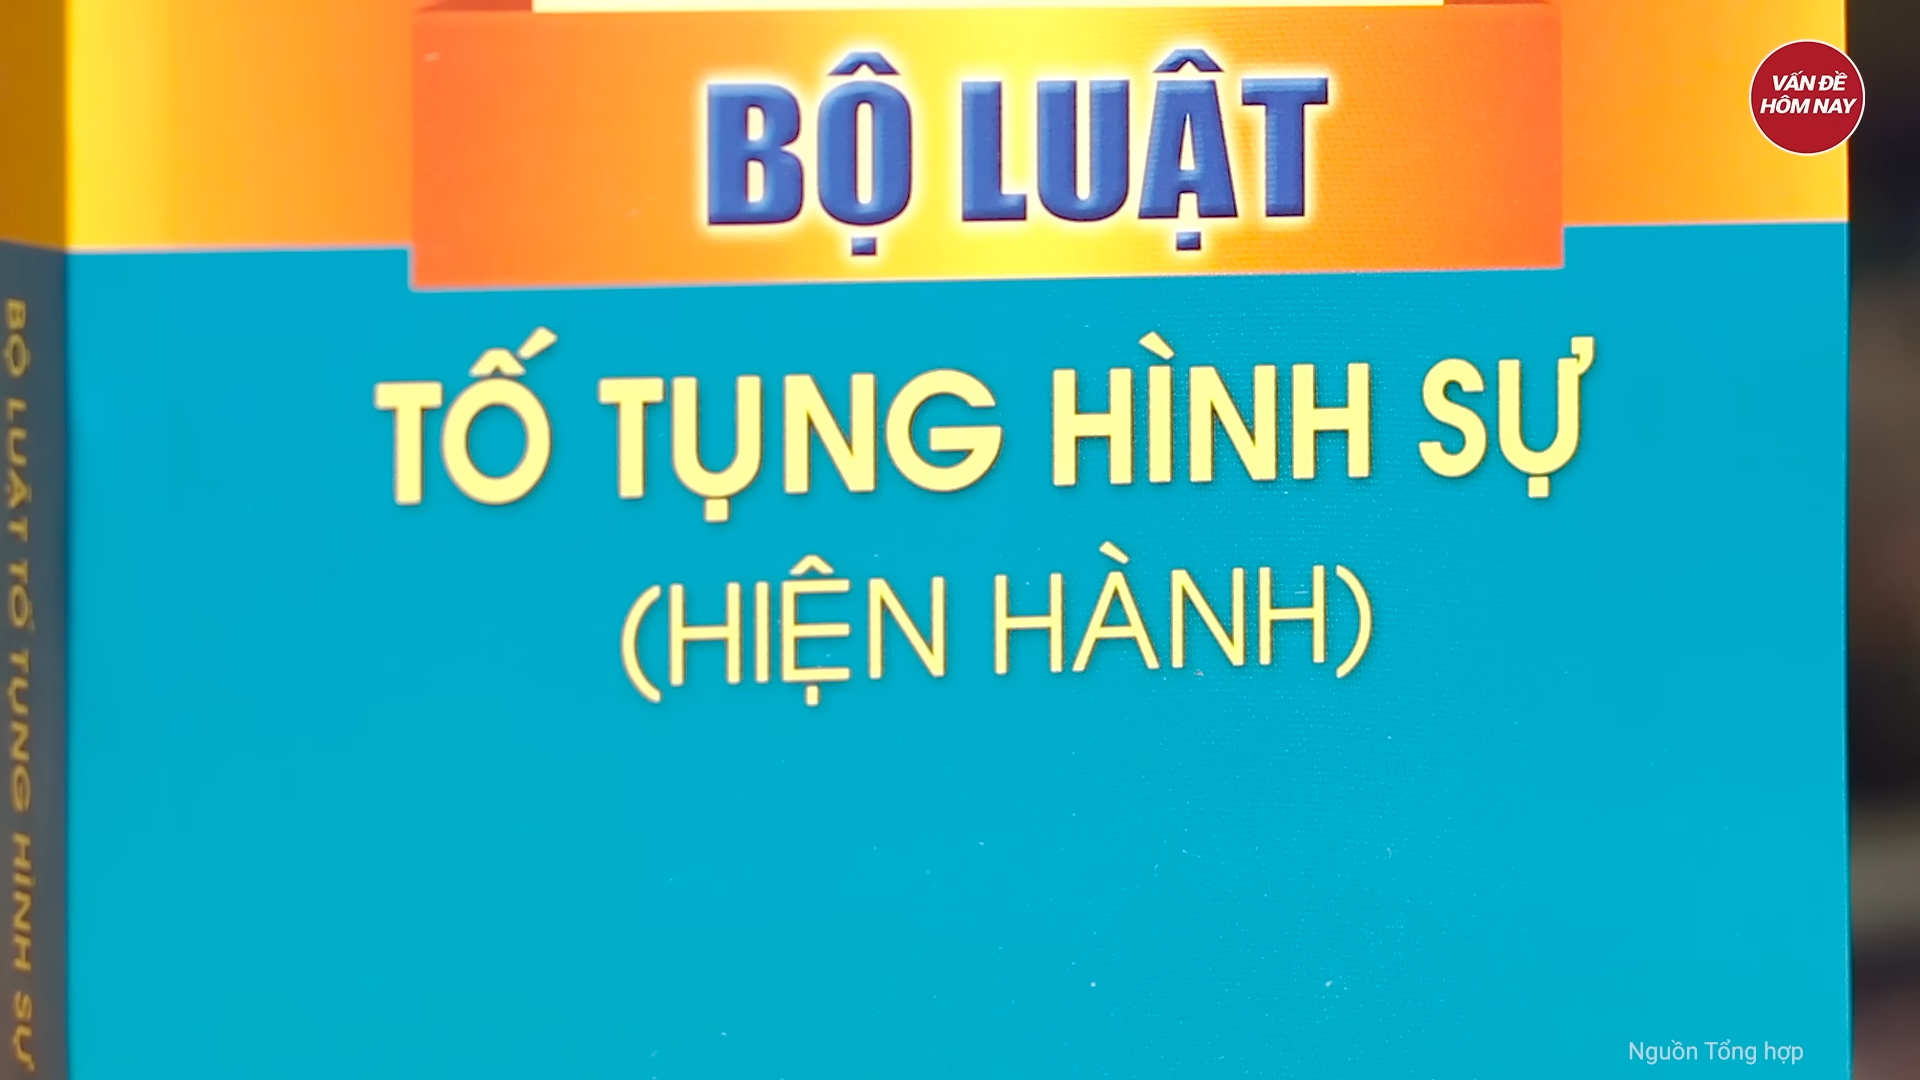 BỘ LUẬT
TỐ TỤNG HÌNH SỰ
(HIỆN HÀNH)
BỘ LUẬT TỐ TỤNG HÌNH SỰ
VẤN ĐỀ
HÔM NAY
Nguồn Tổng hợp